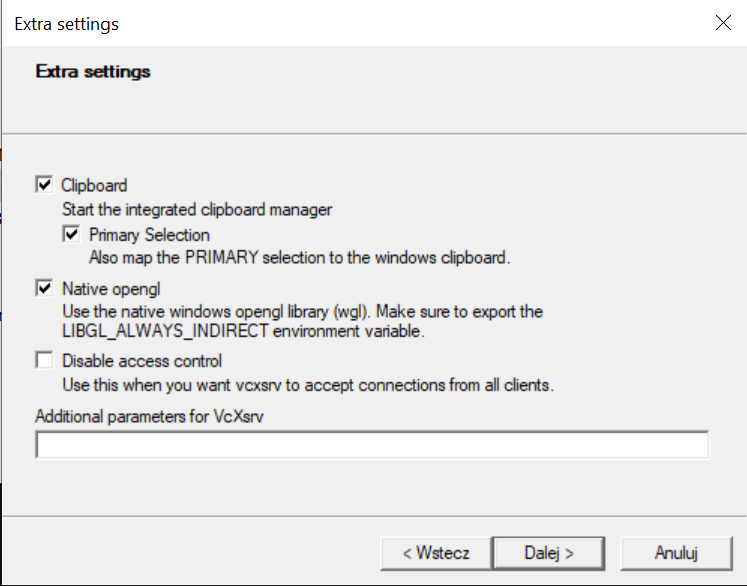 Extra settings
Extra settings
Clipboard
Start the integrated clipboard manager
Primary Selection
Also map the PRIMARY selection to the windows clipboard.
Native opengl
Use the native windows opengl library (wgl). Make sure to export the
LIBGL_ALWAYS_INDIRECT environment variable.
Disable access control
Use this when you want vcxsrv to accept connections from all clients.
Additional parameters for VcXsrv
< Wstecz
Dalej >
Anuluj